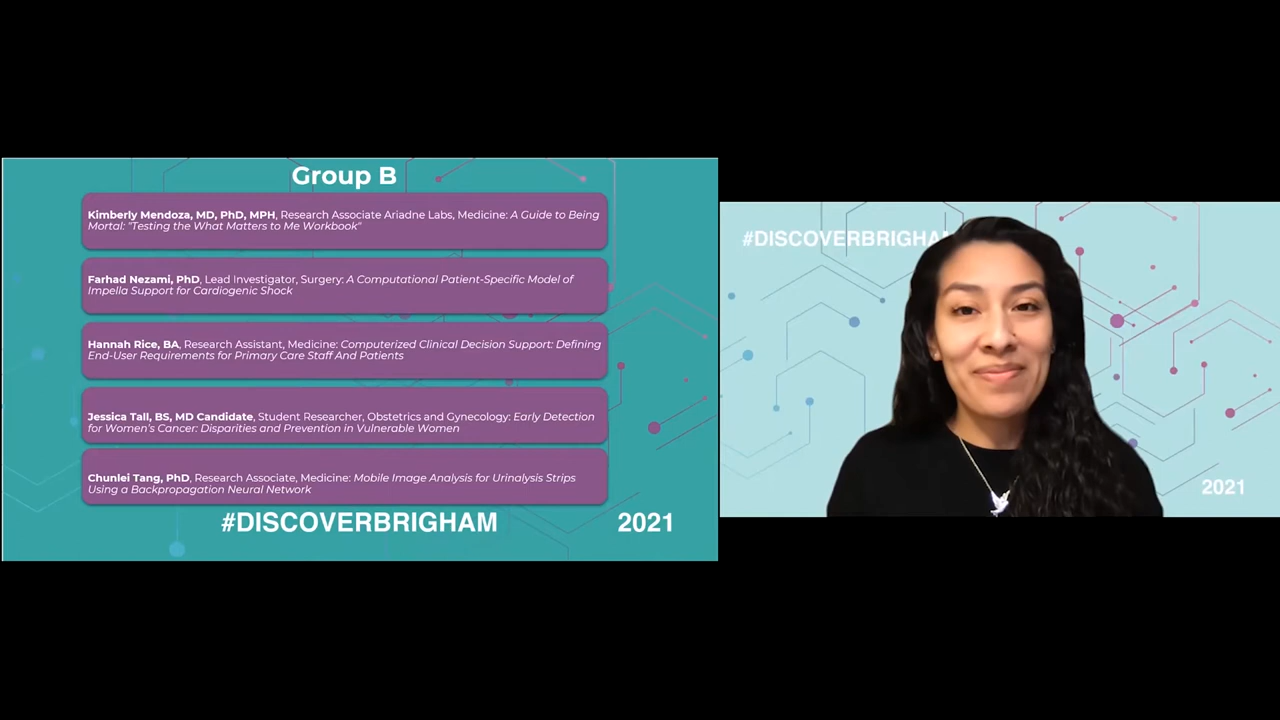 Group B
Kimberly Mendoza, MD, PhD, MPH, Research Associate Ariadne Labs, Medicine: A Guide to Being
Mortal: "Testing the What Matters to Me Workbook"
Farhad Nezami, PhD, Lead Investigator, Surgery: A Computational Patient-Specific Model of
Impella Support for Cardiogenic Shock
Hannah Rice, BA, Research Assistant, Medicine: Computerized Clinical Decision Support: Defining
End-User Requirements for Primary Care Staff And Patients
Jessica Tall, BS, MD Candidate, Student Researcher, Obstetrics and Gynecology: Early Detection
for Women's Cancer: Disparities and Prevention in Vulnerable Women
Chunlei Tang, PhD, Research Associate, Medicine: Mobile Image Analysis for Urinalysis Strips
Using a Backpropagation Neural Network
#DISCOVERBRIGHAM 2021
#DISCOVERBRIGHA
2021